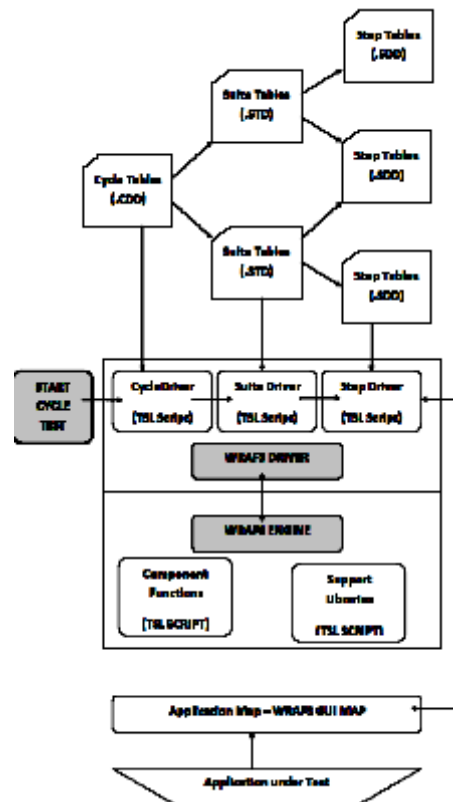 Step Tables
(.SDD)
Suite Tables
(.STD)
Step Tables
(.SDD)
Cycle Tables
(.CDD)
Suite Tables
(.STD)
Step Tables
(.SDD)
START
CYCLE
TEST
CycleDriver
(TSL Script)
Suite Driver
(TSL Script)
Step Driver
(TSL Script)
WRAFS DRIVER
WRAFS ENGINE
Component
Functions
[TSL SCRIPT]
Support
Libraries
(TSL SCRIPT)
Application Map – WRAFS GUI MAP
Application under Test